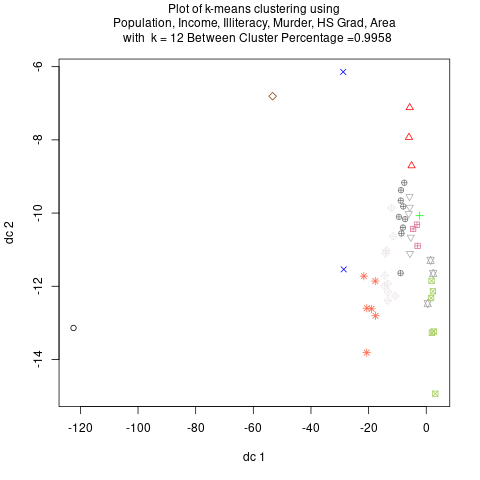 Plot of k-means clustering using
Population, Income, Illiteracy, Murder, HS Grad, Area
with k = 12 Between Cluster Percentage =0.9958
-6
-8
-10
-12
-14
dc 2
-120 -100 -80 -60 -40 -20 0
dc 1